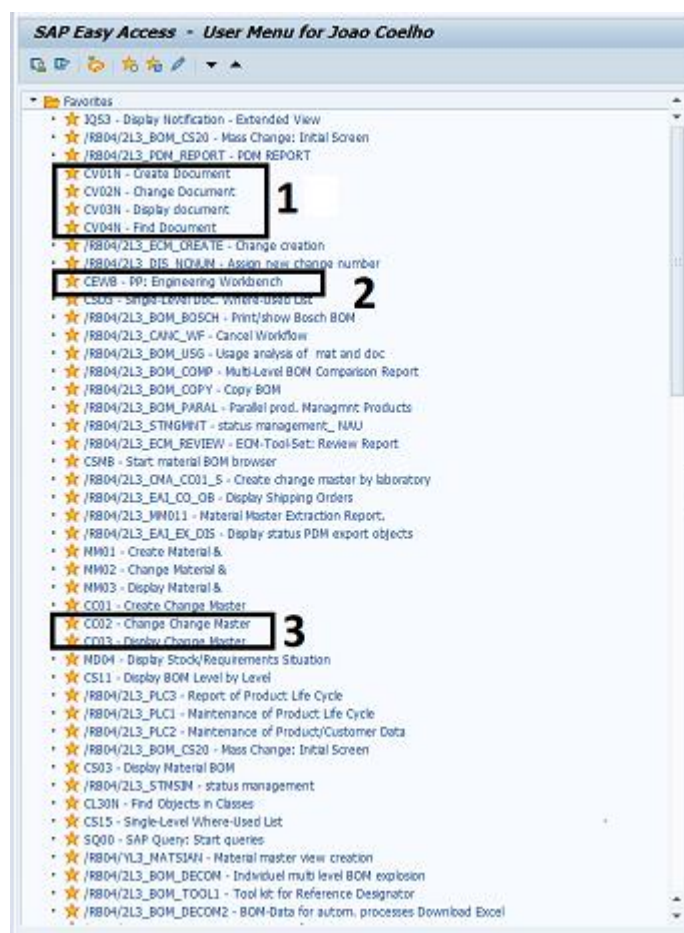 SAP Easy Access - User Menu for Joao Coelho
Favorites
IQS3 - Display Notification - Extended View
/RB04/2L3_BOM_CS20 - Mass Change: Initial Screen
/RB04/2L3_PDM_REPORT - PDM REPORT
CV01N - Create Document
CV02N - Change Document
CV03N - Display document
CV04N - Find Document
1
/RB04/2L3_ECM_CREATE - Change creation
/RB04/2L3_DIS_NONUM - Assign new change number
CEWB - PP: Engineering Workbench
2
CSD5 - Single-Level Doc. Where-Used List
/RB04/2L3_BOM_BOSCH - Print/show Bosch BOM
/RB04/2L3_CANC_WF - Cancel Workflow
/RB04/2L3_BOM_USG - Usage analysis of mat and doc
/RB04/2L3_BOM_COMP - Multi-Level BOM Comparison Report
/RB04/2L3_BOM_COPY - Copy BOM
/RB04/2L3_BOM_PARAL - Parallel prod. Managmnt Products
/RB04/2L3_STMGMNT - status management_ NAU
/RB04/2L3_ECM_REVIEW - ECM-Tool-Set: Review Report
CSMB - Start material BOM browser
/RB04/2L3_CMA_CC01_S - Create change master by laboratory
/RB04/2L3_EAI_CO_OB - Display Shipping Orders
/RB04/2L3_MM011 - Material Master Extraction Report.
/RB04/2L3_EAI_EX_DIS - Display status PDM export objects
MM01 - Create Material &
MM02 - Change Material &
MM03 - Display Material &
CC01 - Create Change Master
CC02 - Change Change Master
3
CC03 - Display Change Master
MD04 - Display Stock/Requirements Situation
CS11 - Display BOM Level by Level
/RB04/2L3_PLC3 - Report of Product Life Cycle
/RB04/2L3_PLC1 - Maintenance of Product Life Cycle
/RB04/2L3_PLC2 - Maintenance of Product/Customer Data
/RB04/2L3_BOM_CS20 - Mass Change: Initial Screen
CS03 - Display Material BOM
/RB04/2L3_STMSIM - status management
CL30N - Find Objects in Classes
CS15 - Single-Level Where-Used List
SQ00 - SAP Query: Start queries
/RB04/YL3_MATSIAN - Material master view creation
/RB04/2L3_BOM_DECOM - Individuel multi level BOM explosion
/RB04/2L3_BOM_TOOL1 - Tool kit for Reference Designator
/RB04/2L3_BOM_DECOM2 - BOM-Data for autom. processes Download Excel